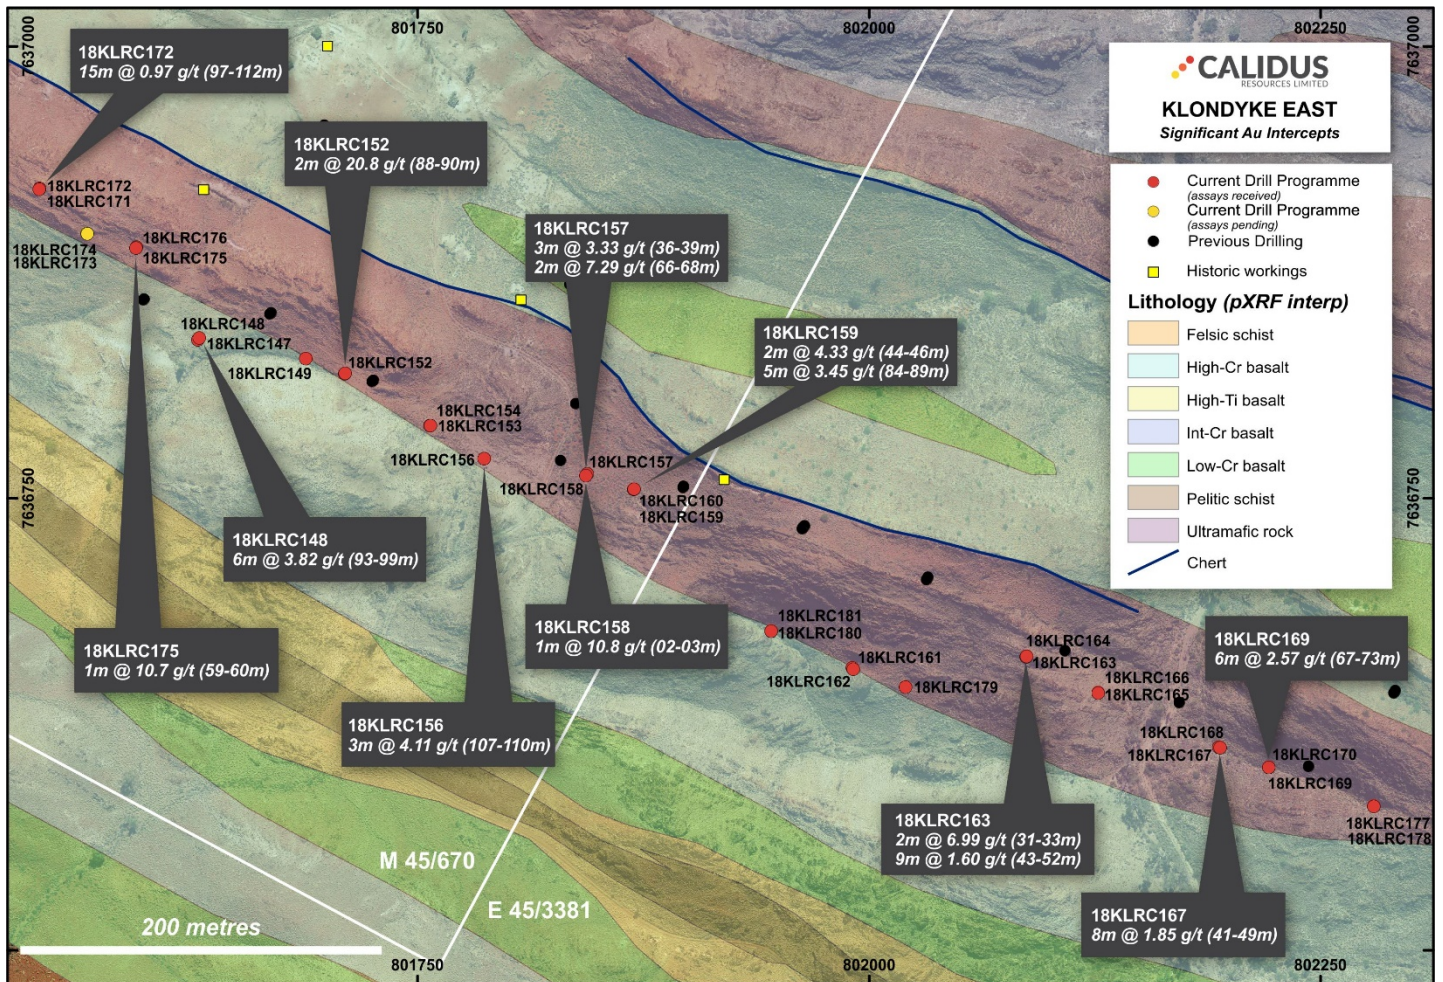 801750
802000
802250
7637000
7637000
18KLRC172
15m @ 0.97 g/t (97-112m)
CALIDUS
RESOURCES LIMITED
KLONDYKE EAST
Significant Au Intercepts
18KLRC152
2m @ 20.8 g/t (88-90m)
Current Drill Programme
(assays received)
Current Drill Programme
(assays pending)
Previous Drilling
Historic workings
Lithology (pXRF interp)
Felsic schist
High-Cr basalt
High-Ti basalt
Int-Cr basalt
Low-Cr basalt
Pelitic schist
Ultramafic rock
Chert
18KLRC172
18KLRC171
18KLRC174
18KLRC173
18KLRC176
18KLRC175
18KLRC157
3m @ 3.33 g/t (36-39m)
2m @ 7.29 g/t (66-68m)
18KLRC148
18KLRC147
18KLRC149
18KLRC152
18KLRC159
2m @ 4.33 g/t (44-46m)
5m @ 3.45 g/t (84-89m)
18KLRC154
18KLRC153
18KLRC156
18KLRC157
18KLRC158
18KLRC160
18KLRC159
7636750
7636750
18KLRC148
6m @ 3.82 g/t (93-99m)
18KLRC175
1m @ 10.7 g/t (59-60m)
18KLRC158
1m @ 10.8 g/t (02-03m)
18KLRC181
18KLRC180
18KLRC161
18KLRC162
18KLRC179
18KLRC164
18KLRC163
18KLRC166
18KLRC165
18KLRC169
6m @ 2.57 g/t (67-73m)
18KLRC156
3m @ 4.11 g/t (107-110m)
18KLRC168
18KLRC167
18KLRC170
18KLRC169
18KLRC177
18KLRC178
18KLRC163
2m @ 6.99 g/t (31-33m)
9m @ 1.60 g/t (43-52m)
18KLRC167
8m @ 1.85 g/t (41-49m)
M 45/670
E 45/3381
200 metres
801750
802000
802250